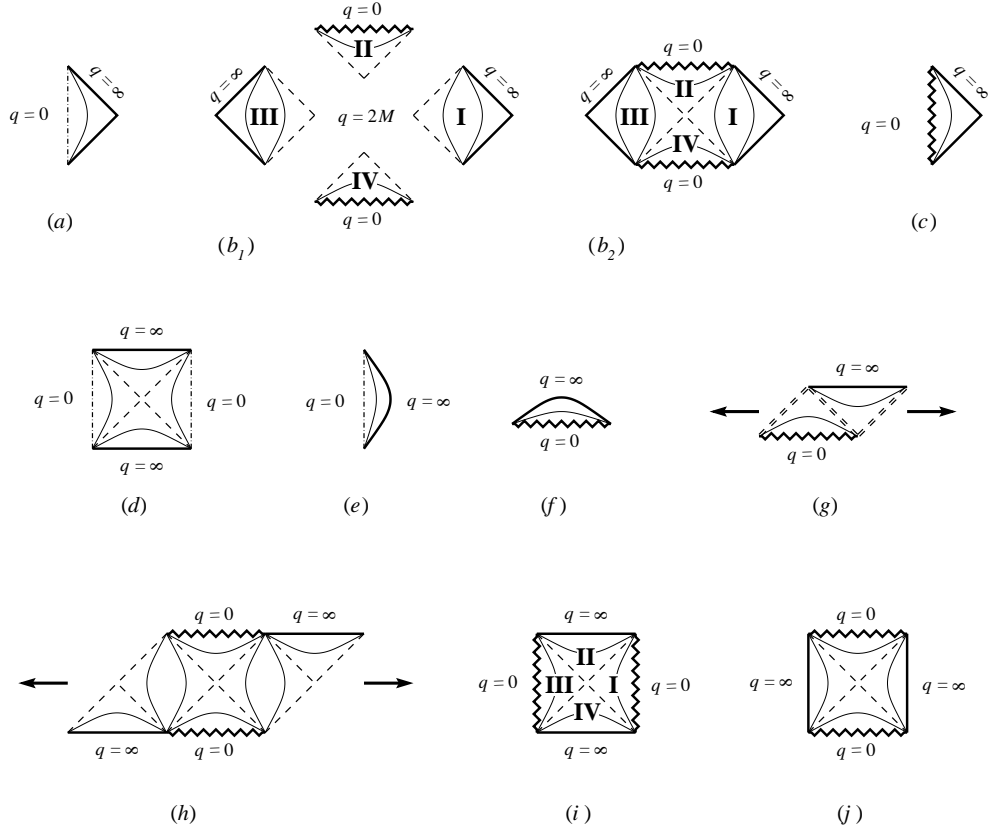 q = 0
q = ∞
(a)
q = ∞
III
q = 0
II
q = 2M
IV
q = 0
I
q = ∞
(b1)
q = 0
q = ∞
II
q = ∞
III
I
IV
q = 0
(b2)
q = ∞
q = 0
(c)
q = ∞
q = 0
q = 0
q = ∞
(d)
q = 0
q = ∞
(e)
q = ∞
q = 0
(f)
q = ∞
q = 0
(g)
q = 0
q = ∞
q = ∞
q = 0
(h)
q = ∞
II
q = 0
III
I
q = 0
IV
q = ∞
(i)
q = 0
q = ∞
q = ∞
q = 0
(j)